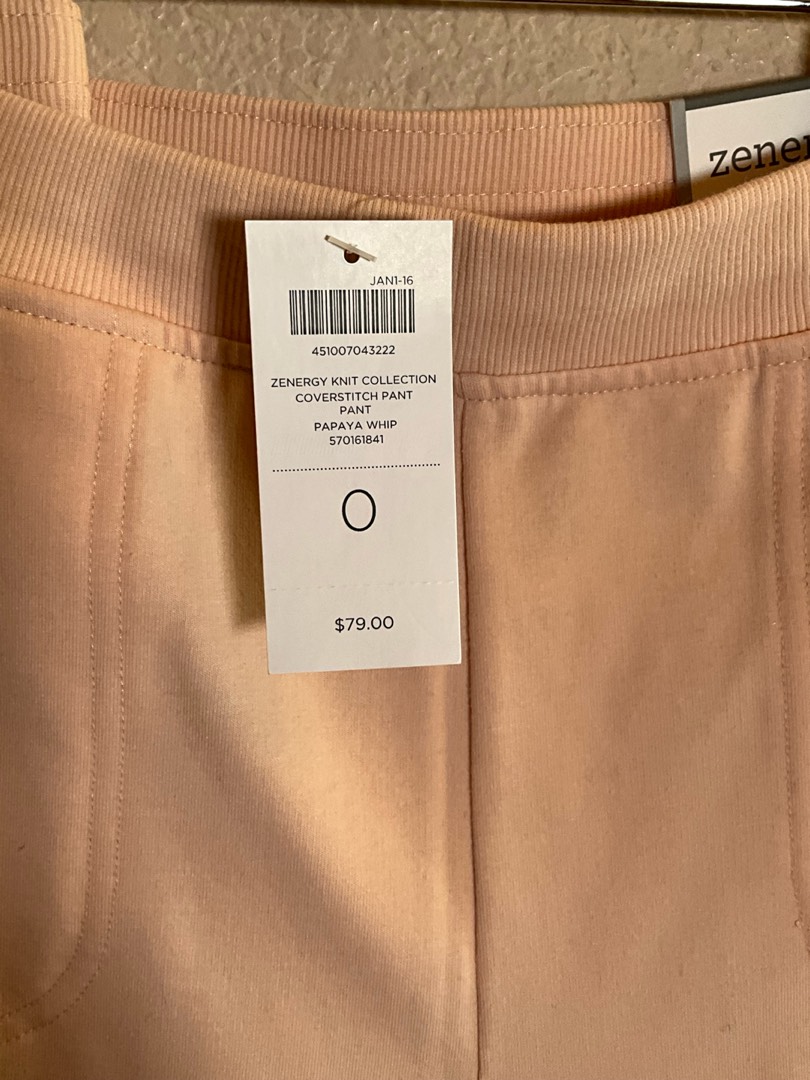 zener
JAN1-16
451007043222
ZENERGY KNIT COLLECTION
COVERSTITCH PANT
PANT
PAPAYA WHIP
570161841
0
$79.00